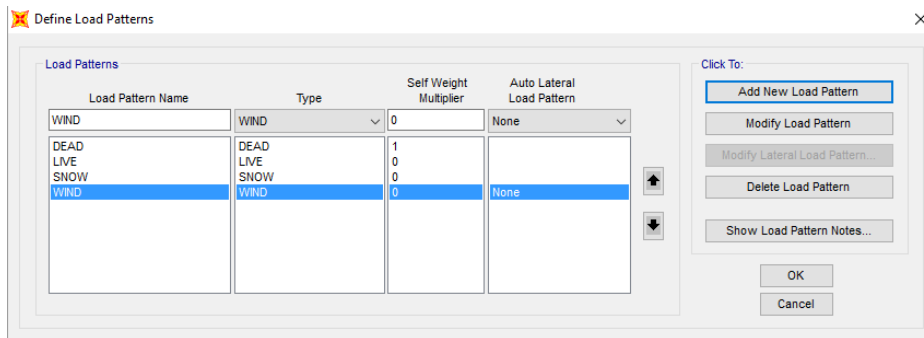 Define Load Patterns
Load Patterns
Click To:
Load Pattern Name Type Self Weight Multiplier Auto Lateral Load Pattern
WIND WIND 0 None
DEAD DEAD 1
LIVE LIVE 0
SNOW SNOW 0
WIND WIND 0 None
Add New Load Pattern
Modify Load Pattern
Modify Lateral Load Pattern...
Delete Load Pattern
Show Load Pattern Notes...
OK
Cancel